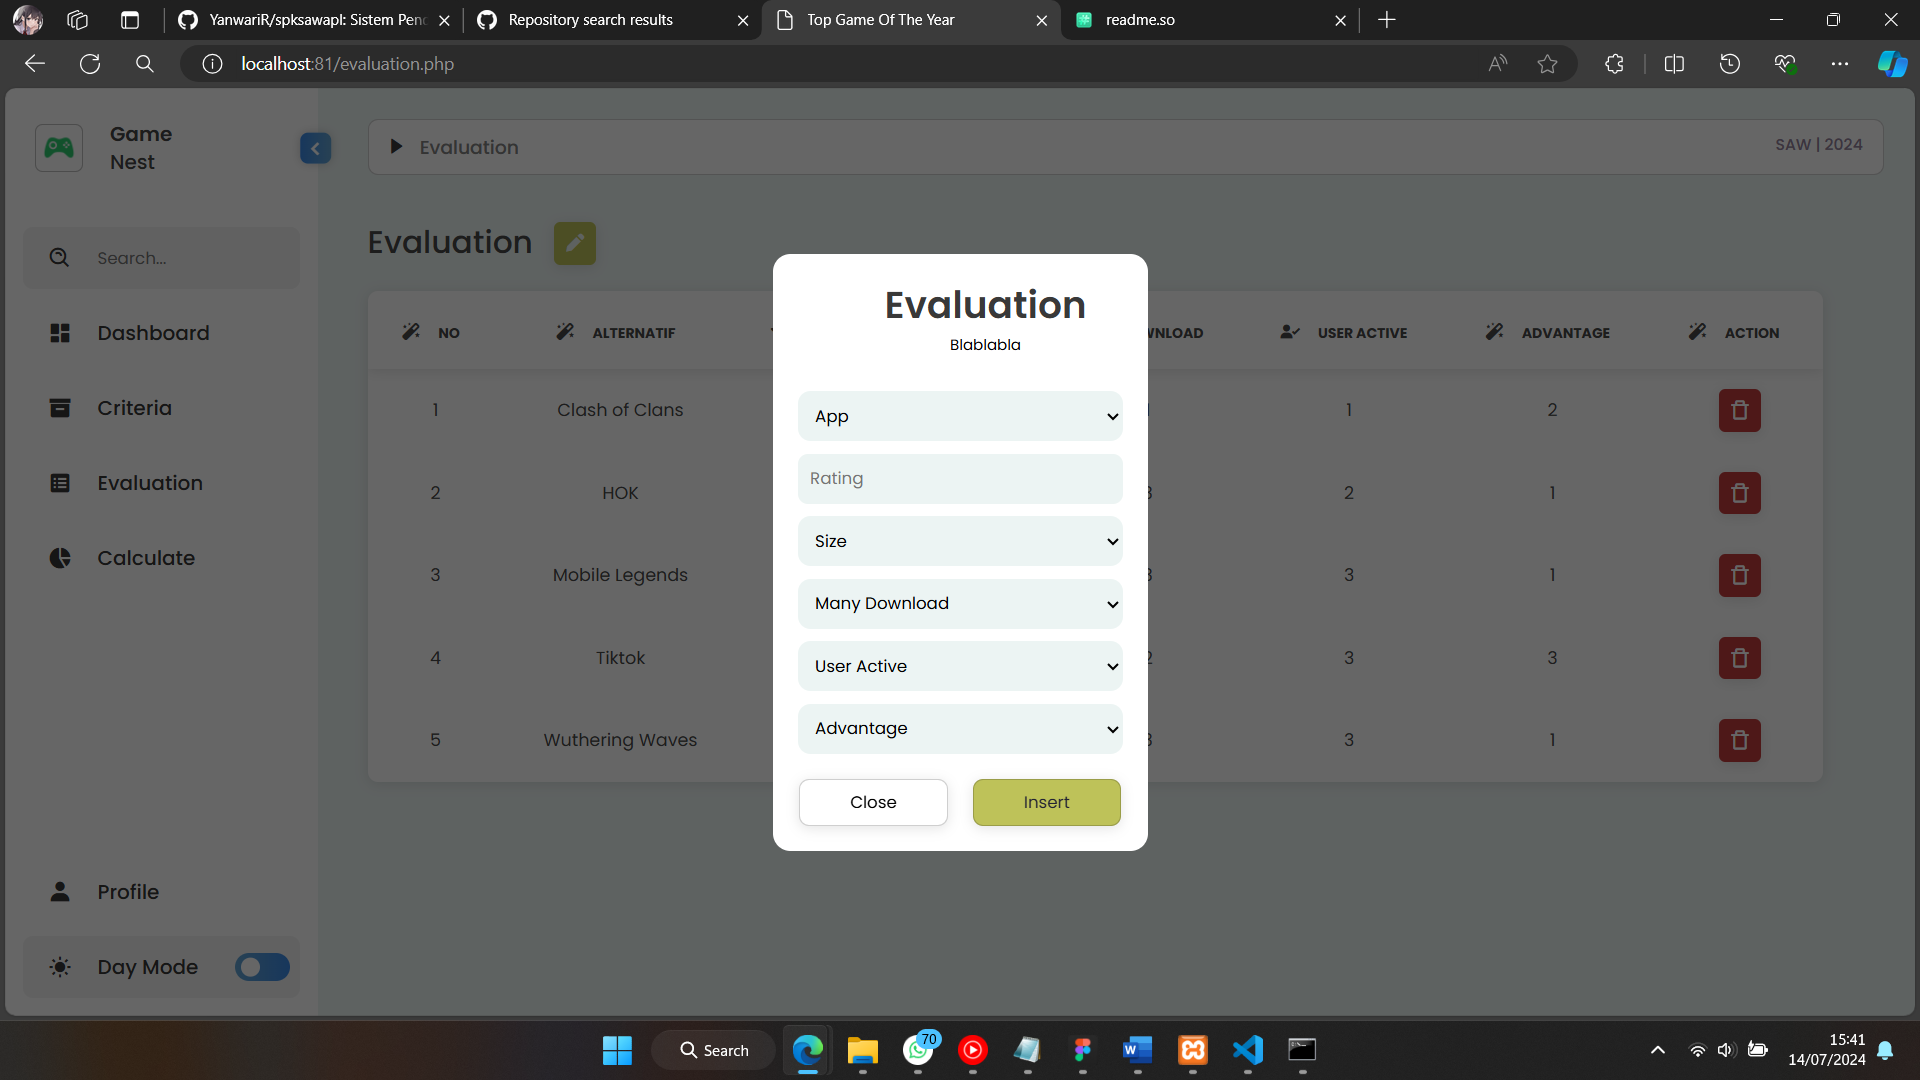 YanwariR/spksawapl: Sistem Pen
Repository search results
Top Game Of The Year
readme.so
localhost:81/evaluation.php
Game
Nest
Evaluation
SAW | 2024
Search...
Evaluation
NO
ALTERNATIF
WNLOAD
USER ACTIVE
ADVANTAGE
ACTION
Dashboard
Criteria
Evaluation
Calculate
Profile
Day Mode
1
Clash of Clans
1
2
2
HOK
3
2
1
3
Mobile Legends
3
3
1
4
Tiktok
2
3
3
5
Wuthering Waves
3
3
1
Evaluation
Blablabla
App
Rating
Size
Many Download
User Active
Advantage
Close
Insert
Search
70
15:41
14/07/2024